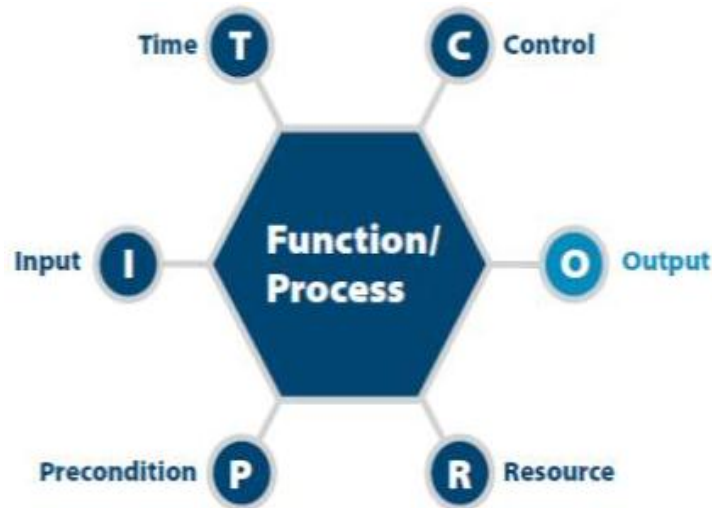 Time T C Control
Function/
Process
Input I O Output
Precondition P R Resource